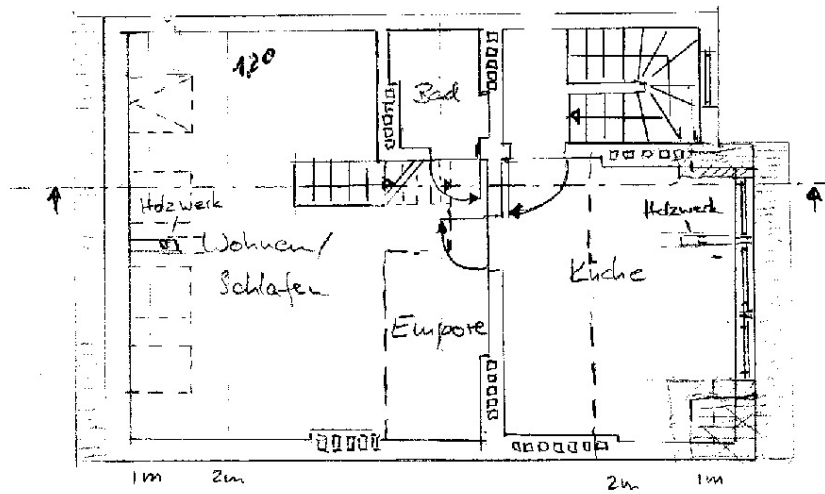 1,20
Bad
Holzwerk
Wohnen/
Schlafen
Holzwerk
Küche
Empore
1m
2m
2m
1m